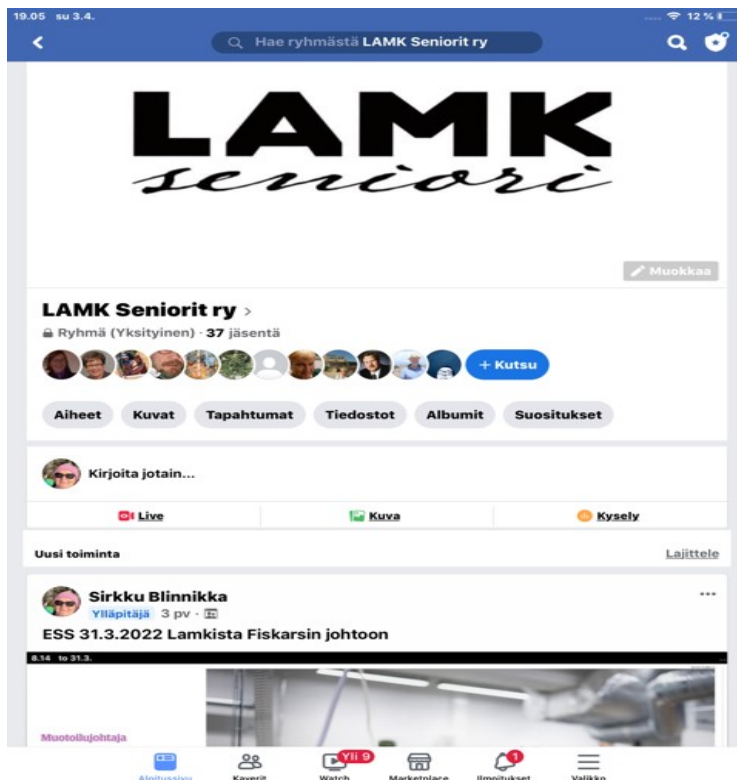 19.05 su 3.4.
12 %
Hae ryhmästä LAMK Seniorit ry
LAMK
seniori
Muokkaa
LAMK Seniorit ry >
Ryhmä (Yksityinen) · 37 jäsentä
+ Kutsu
Aiheet Kuvat Tapahtumat Tiedostot Albumit Suositukset
Kirjoita jotain...
Live Kuva Kysely
Uusi toiminta Lajittele
Sirkku Blinnikka
Ylläpitäjä 3 pv ·
ESS 31.3.2022 Lamkista Fiskarsin johtoon
8.14 to 31.3.
Muotoilujohtaja
Yli 9 1
Aloitussivu Kaverit Watch Marketplace Ilmoitukset Valikko